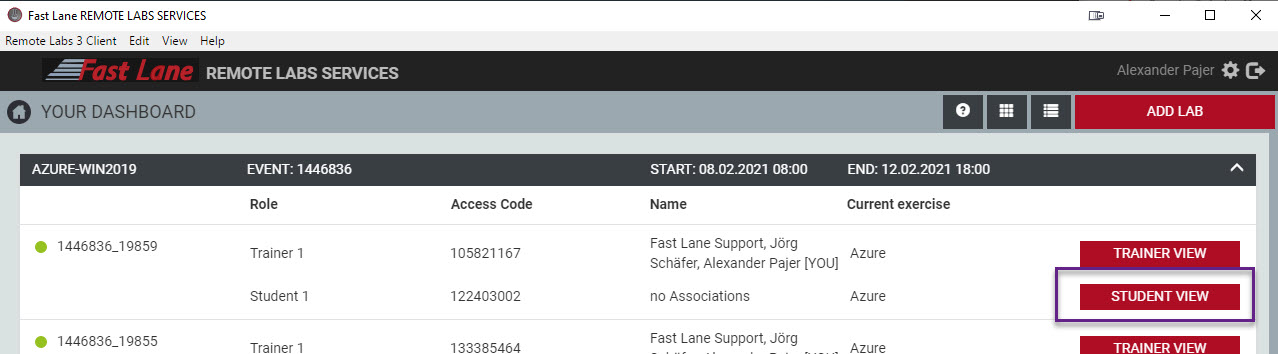 Fast Lane REMOTE LABS SERVICES
Remote Labs 3 Client Edit View Help
Fast Lane REMOTE LABS SERVICES Alexander Pajer
YOUR DASHBOARD ? ADD LAB
AZURE-WIN2019 EVENT: 1446836 START: 08.02.2021 08:00 END: 12.02.2021 18:00
Role Access Code Name Current exercise
1446836_19859 Trainer 1 105821167 Fast Lane Support, Jörg Azure TRAINER VIEW
Schäfer, Alexander Pajer [YOU]
Student 1 122403002 no Associations Azure STUDENT VIEW
1446836_19855 Trainer 1 133385464 Fast Lane Support, Jörg Azure TRAINER VIEW